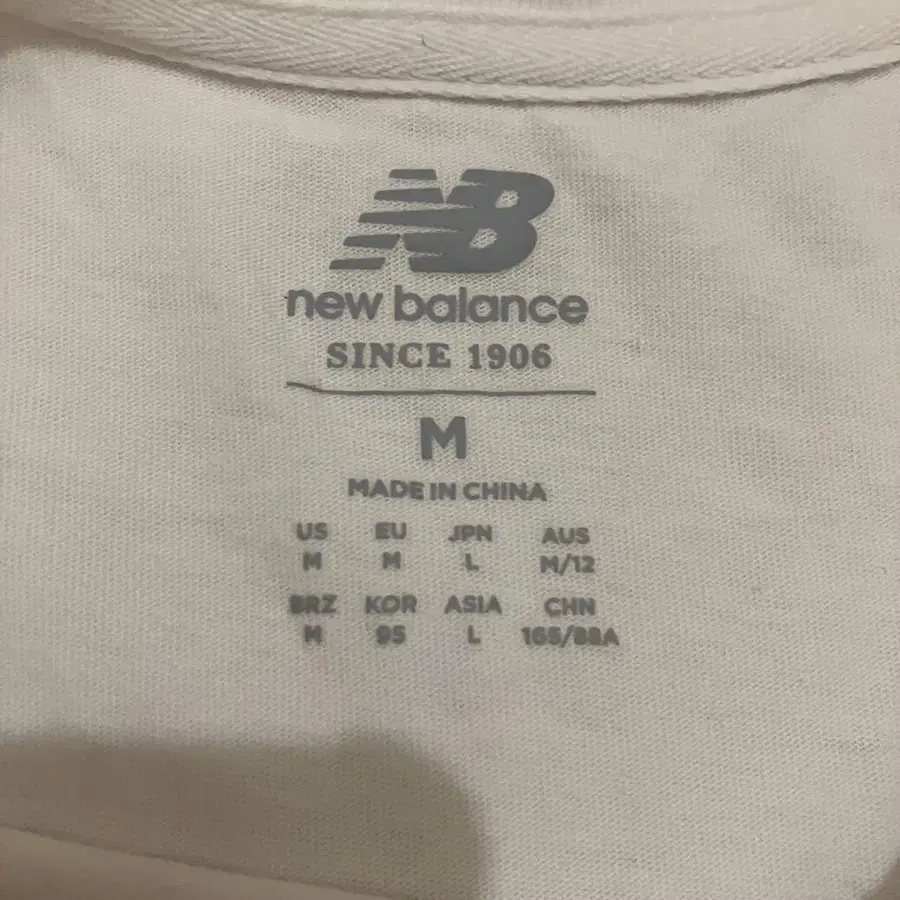 NB
new balance
SINCE 1906
M
MADE IN CHINA
US EU JPN AUS
M M L M/12
BRZ KOR ASIA CHN
M 95 L 165/88A